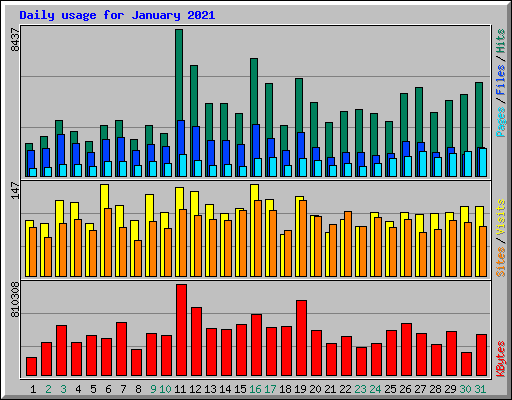 Daily usage for January 2021
8437
Pages / Files / Hits
147
Sites / Visits
810308
KBytes
1 2 3 4 5 6 7 8 9 10 11 12 13 14 15 16 17 18 19 20 21 22 23 24 25 26 27 28 29 30 31